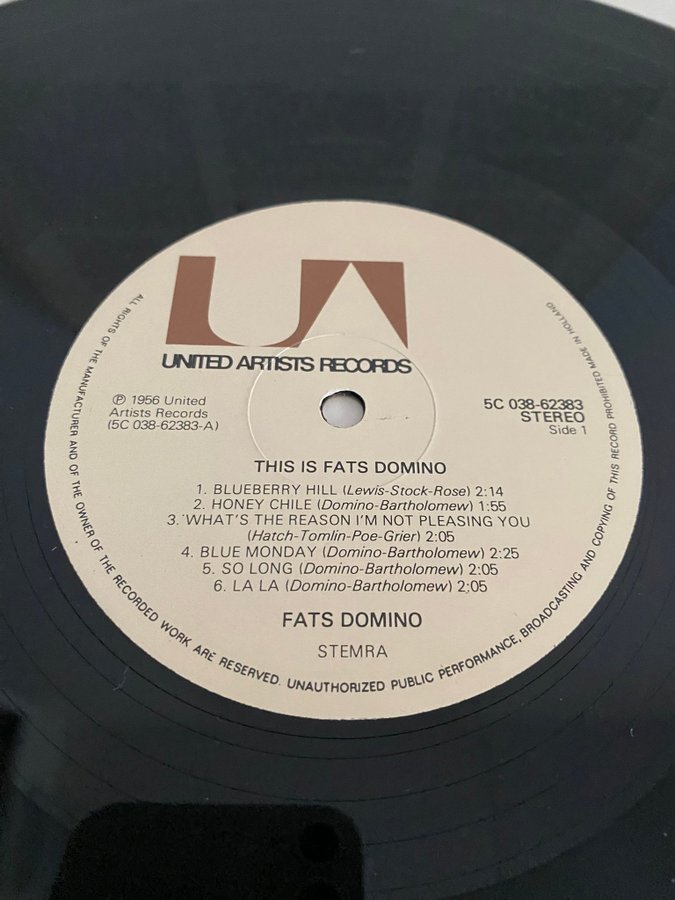 UA
UNITED ARTISTS RECORDS
℗ 1956 United
Artists Records
(5C 038-62383-A)
5C 038-62383
STEREO
Side 1
THIS IS FATS DOMINO
1. BLUEBERRY HILL (Lewis-Stock-Rose) 2:14
2. HONEY CHILE (Domino-Bartholomew) 1:55
3. WHAT'S THE REASON I'M NOT PLEASING YOU
(Hatch-Tomlin-Poe-Grier) 2:05
4. BLUE MONDAY (Domino-Bartholomew) 2:25
5. SO LONG (Domino-Bartholomew) 2:05
6. LA LA (Domino-Bartholomew) 2;05
FATS DOMINO
STEMRA
ALL RIGHTS OF THE MANUFACTURER AND OF THE OWNER OF THE RECORDED WORK ARE RESERVED. UNAUTHORIZED PUBLIC PERFORMANCE, BROADCASTING AND COPYING OF THIS RECORD PROHIBITED MADE IN HOLLAND